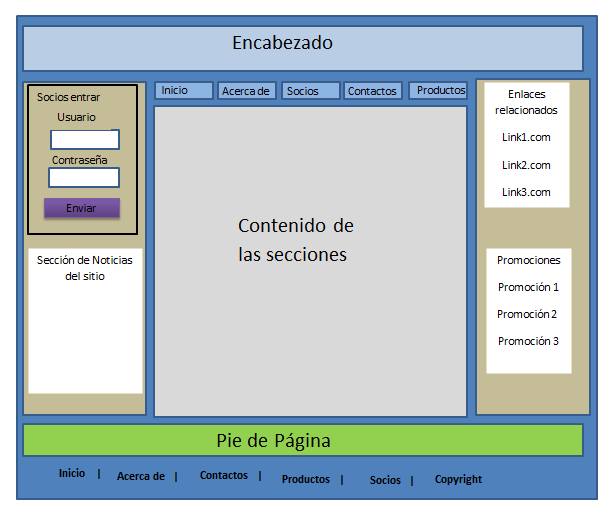 Encabezado
Inicio
Acerca de
Socios
Contactos
Productos
Socios entrar
Usuario
Contraseña
Enviar
Sección de Noticias
del sitio
Contenido de
las secciones
Enlaces
relacionados
Link1.com
Link2.com
Link3.com
Promociones
Promoción 1
Promoción 2
Promoción 3
Pie de Página
Inicio | Acerca de | Contactos | Productos | Socios | Copyright